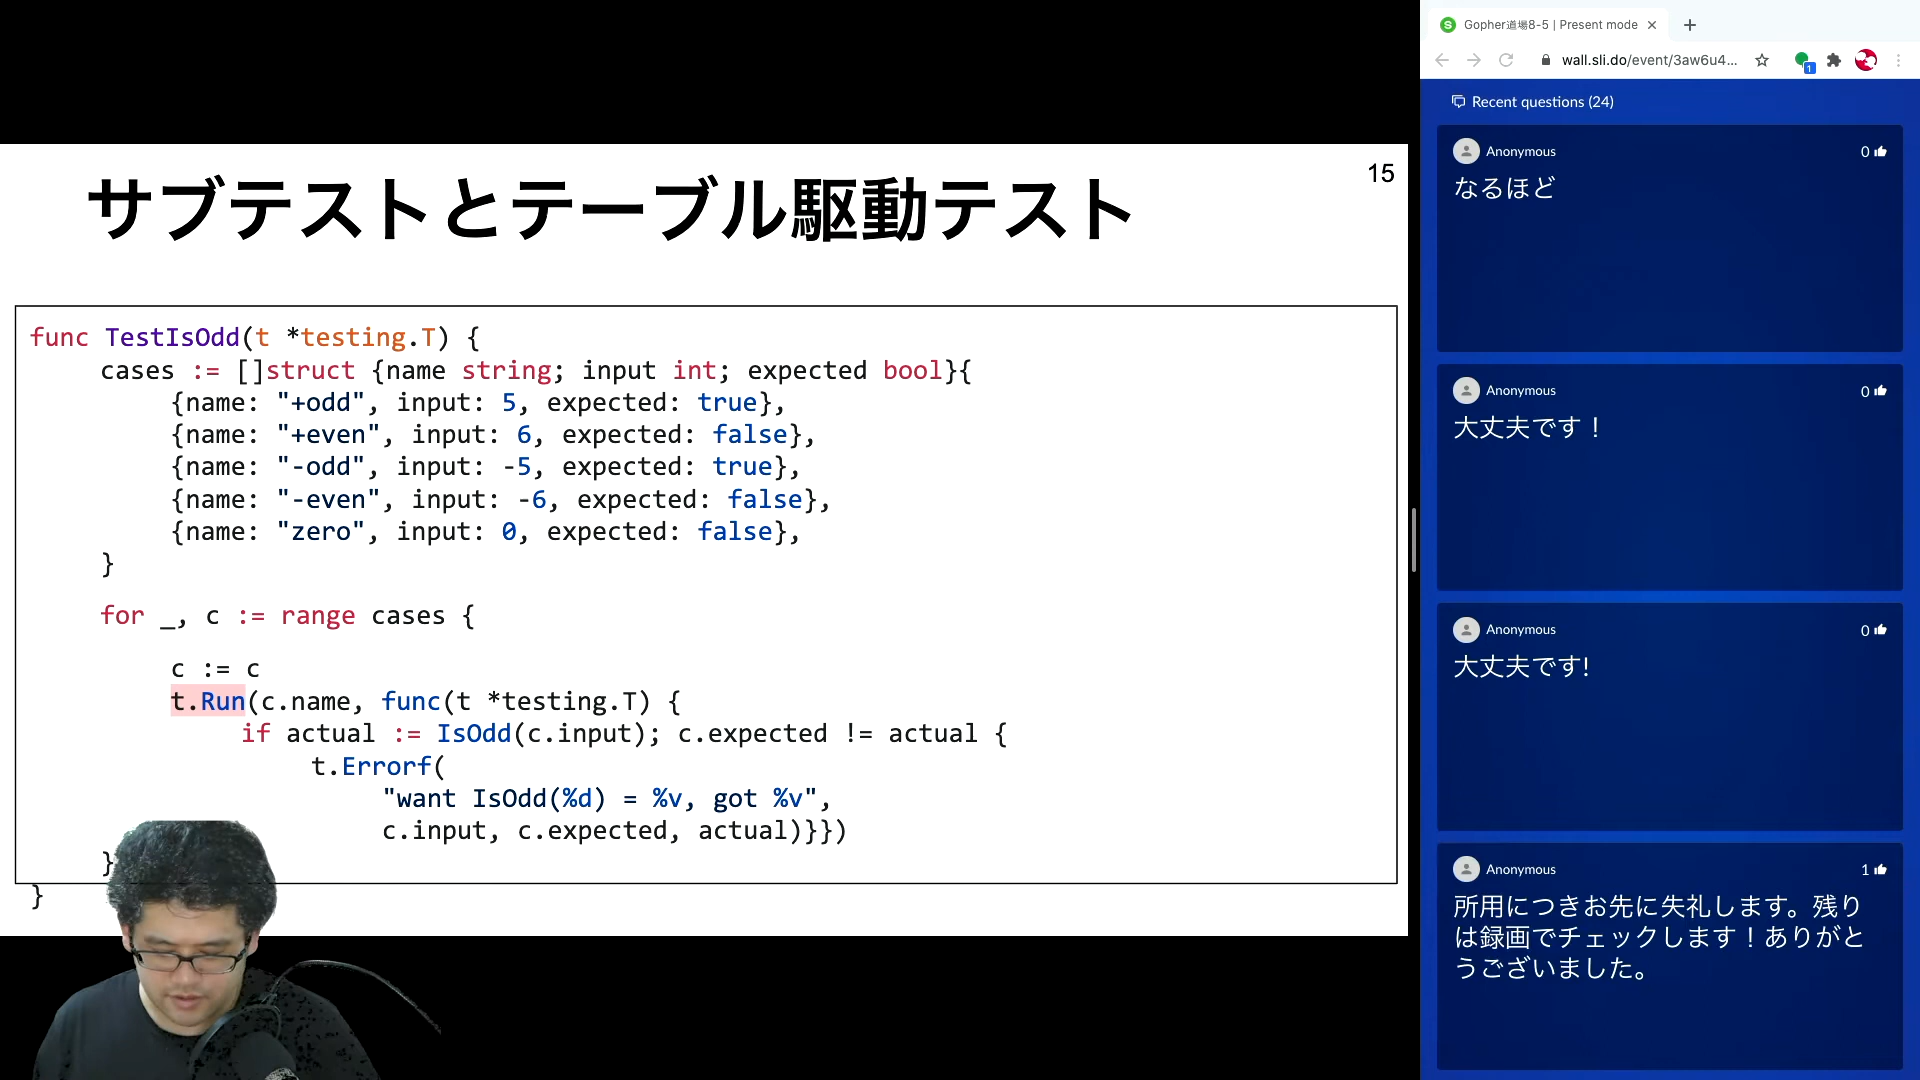 サブテストとテーブル駆動テスト
15
func TestIsOdd(t *testing.T) {
cases := []struct {name string; input int; expected bool}{
{name: "+odd", input: 5, expected: true},
{name: "+even", input: 6, expected: false},
{name: "-odd", input: -5, expected: true},
{name: "-even", input: -6, expected: false},
{name: "zero", input: 0, expected: false},
}
for _, c := range cases {
c := c
t.Run(c.name, func(t *testing.T) {
if actual := IsOdd(c.input); c.expected != actual {
t.Errorf(
"want IsOdd(%d) = %v, got %v",
c.input, c.expected, actual)}})
}
}
Gopher道場8-5 | Present mode
wall.sli.do/event/3aw6u4...
1
Recent questions (24)
Anonymous
0
なるほど
Anonymous
0
大丈夫です！
Anonymous
0
大丈夫です!
Anonymous
1
所用につきお先に失礼します。残り
は録画でチェックします！ありがと
うございました。